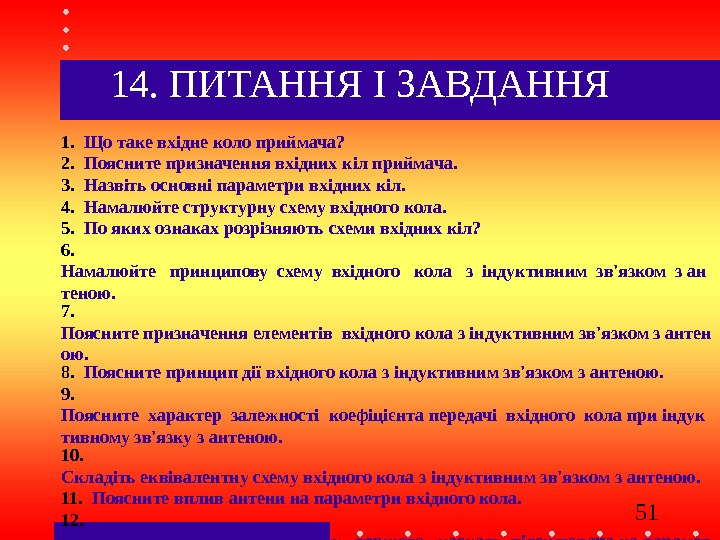 14. ПИТАННЯ І ЗАВДАННЯ
1. Що таке вхідне коло приймача?
2. Поясните призначення вхідних кіл приймача.
3. Назвіть основні параметри вхідних кіл.
4. Намалюйте структурну схему вхідного кола.
5. По яких ознаках розрізняють схеми вхідних кіл?
6.
Намалюйте принципову схему вхідного кола з індуктивним зв'язком з ан
теною.
7.
Поясните призначення елементів вхідного кола з індуктивним зв'язком з антен
ою.
8. Поясните принцип дії вхідного кола з індуктивним зв'язком з антеною.
9.
Поясните характер залежності коефіцієнта передачі вхідного кола при індук
тивному зв'язку з антеною.
10.
Складіть еквівалентну схему вхідного кола з індуктивним зв'язком з антеною.
11. Поясните вплив антени на параметри вхідного кола.
12.
51